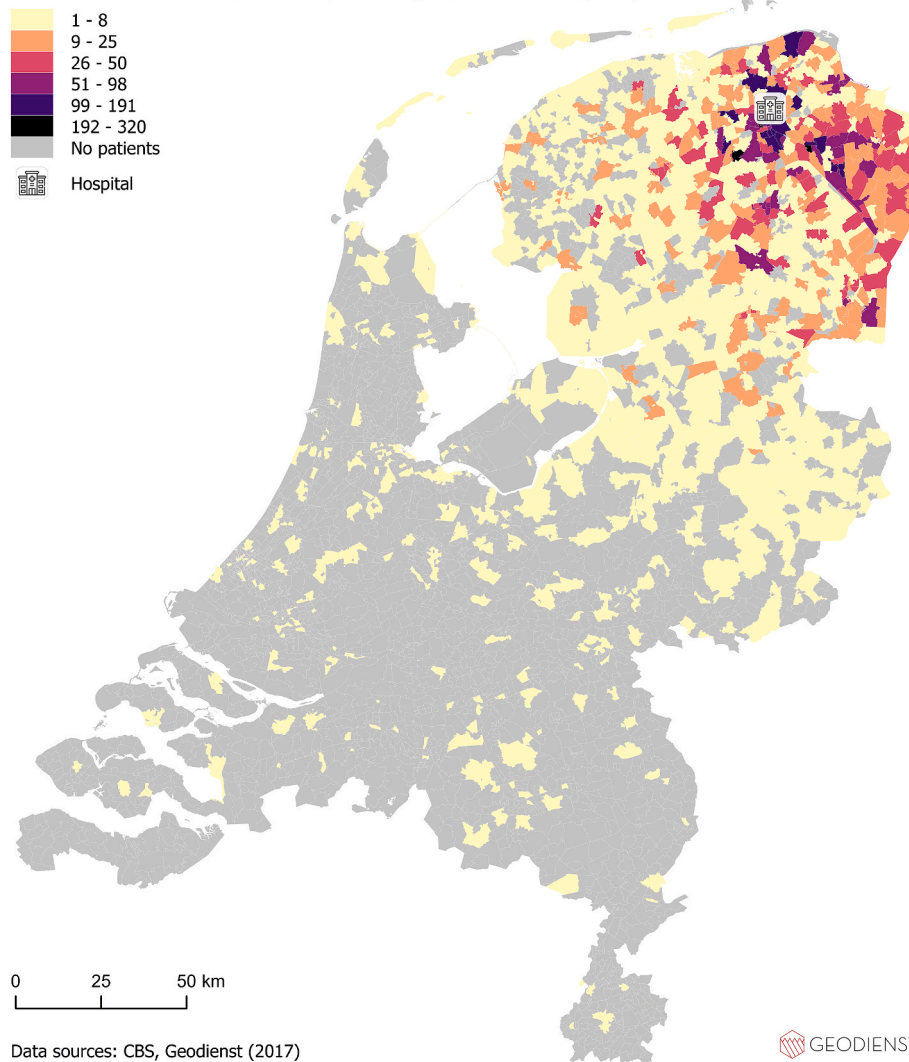 1 - 8
9 - 25
26 - 50
51 - 98
99 - 191
192 - 320
No patients
Hospital
0 25 50 km
Data sources: CBS, Geodienst (2017)
GEODIENS